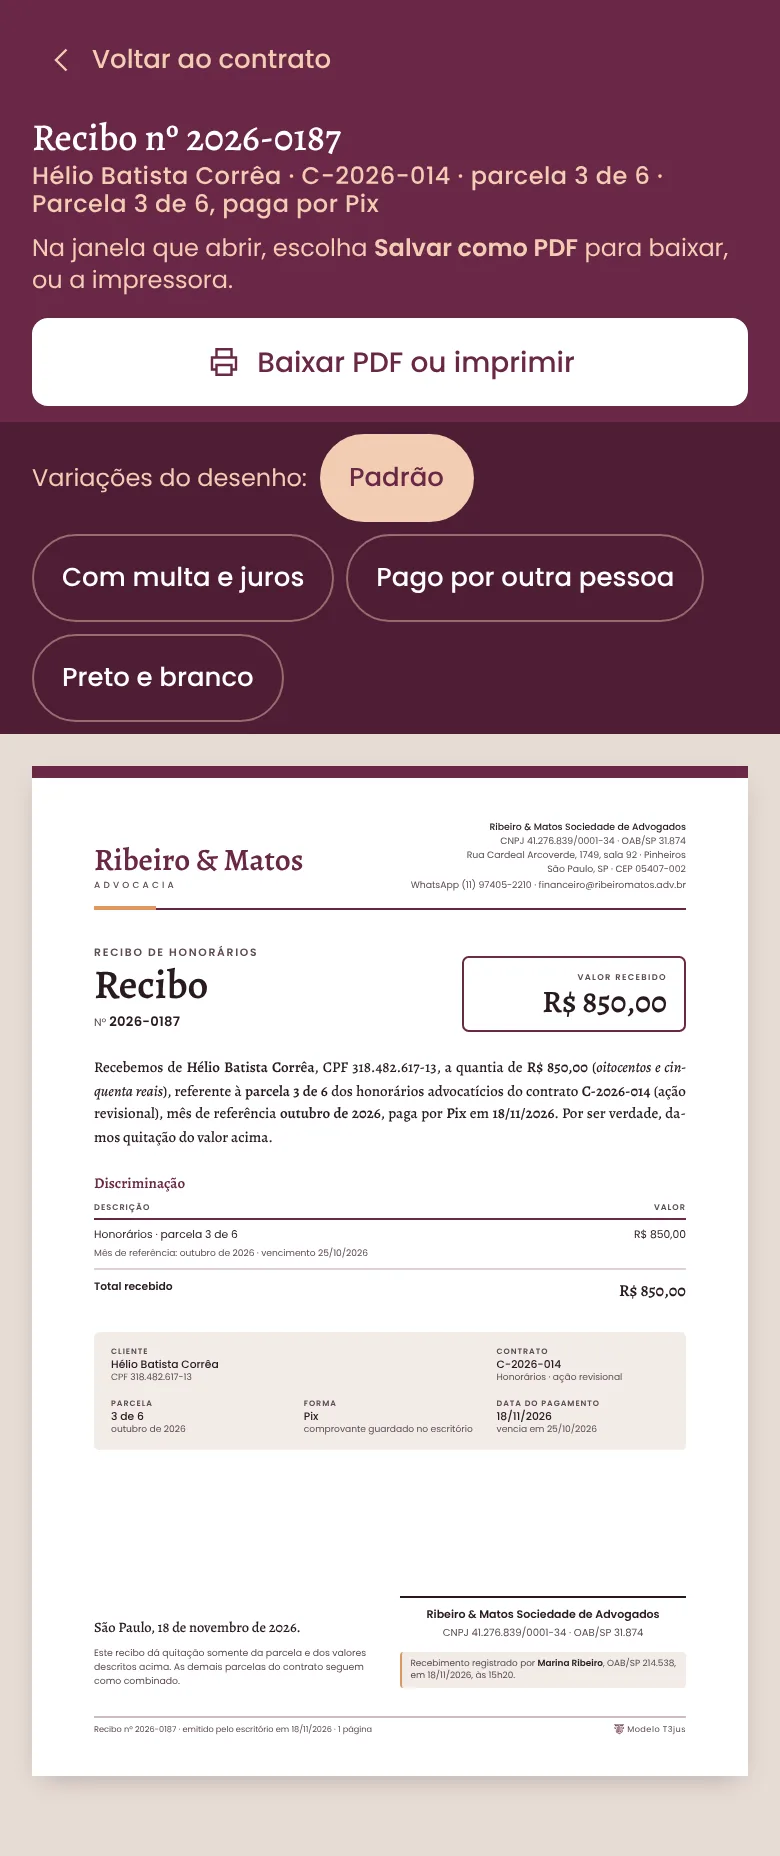 Voltar ao contrato
Recibo nº 2026-0187
Hélio Batista Corrêa · C-2026-014 · parcela 3 de 6 ·
Parcela 3 de 6, paga por Pix
Na janela que abrir, escolha Salvar como PDF para baixar,
ou a impressora.
Baixar PDF ou imprimir
Variações do desenho: Padrão
Com multa e juros
Pago por outra pessoa
Preto e branco
Ribeiro & Matos
ADVOCACIA
Ribeiro & Matos Sociedade de Advogados
CNPJ 41.276.839/0001-34 · OAB/SP 31.874
Rua Cardeal Arcoverde, 1749, sala 92 · Pinheiros
São Paulo, SP · CEP 05407-002
WhatsApp (11) 97405-2210 · financeiro@ribeiromatos.adv.br
RECIBO DE HONORÁRIOS
Recibo
Nº 2026-0187
VALOR RECEBIDO
R$ 850,00
Recebemos de Hélio Batista Corrêa, CPF 318.482.617-13, a quantia de R$ 850,00 (oitocentos e cin-
quenta reais), referente à parcela 3 de 6 dos honorários advocatícios do contrato C-2026-014 (ação
revisional), mês de referência outubro de 2026, paga por Pix em 18/11/2026. Por ser verdade, da-
mos quitação do valor acima.
Discriminação
DESCRIÇÃO VALOR
Honorários · parcela 3 de 6 R$ 850,00
Mês de referência: outubro de 2026 · vencimento 25/10/2026
Total recebido R$ 850,00
CLIENTE
Hélio Batista Corrêa
CPF 318.482.617-13
CONTRATO
C-2026-014
Honorários · ação revisional
PARCELA
3 de 6
outubro de 2026
FORMA
Pix
comprovante guardado no escritório
DATA DO PAGAMENTO
18/11/2026
vencia em 25/10/2026
São Paulo, 18 de novembro de 2026.
Este recibo dá quitação somente da parcela e dos valores
descritos acima. As demais parcelas do contrato seguem
como combinado.
Ribeiro & Matos Sociedade de Advogados
CNPJ 41.276.839/0001-34 · OAB/SP 31.874
Recebimento registrado por Marina Ribeiro, OAB/SP 214.538,
em 18/11/2026, às 15h20.
Recibo nº 2026-0187 · emitido pelo escritório em 18/11/2026 · 1 página
Modelo T3jus